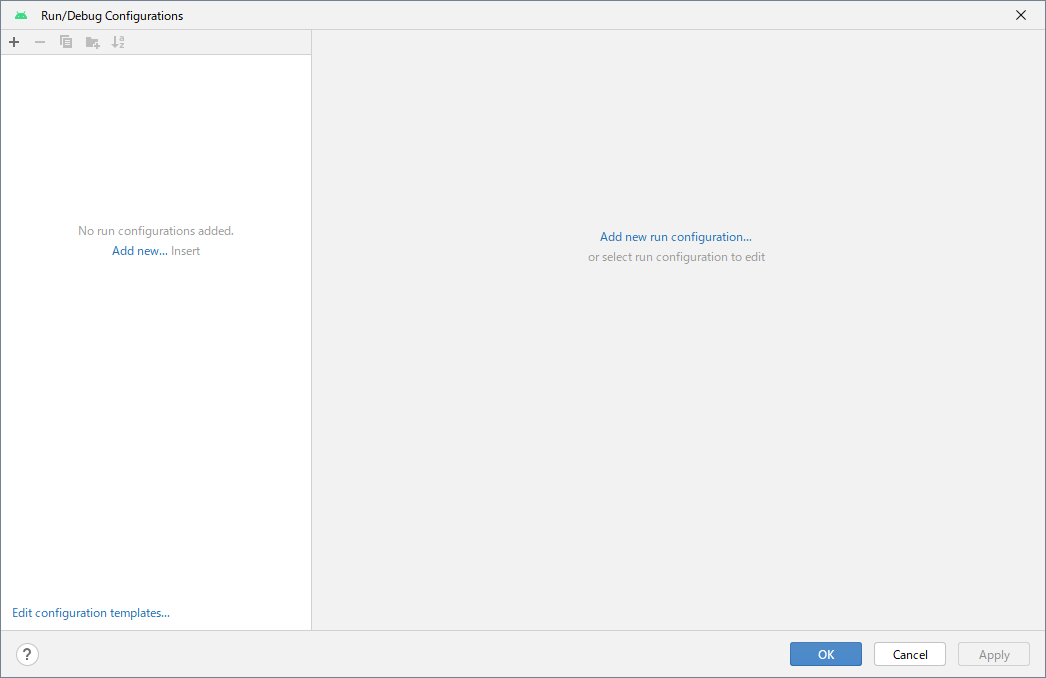 Run/Debug Configurations
No run configurations added.
Add new... Insert
Add new run configuration...
or select run configuration to edit
Edit configuration templates...
?
OK
Cancel
Apply